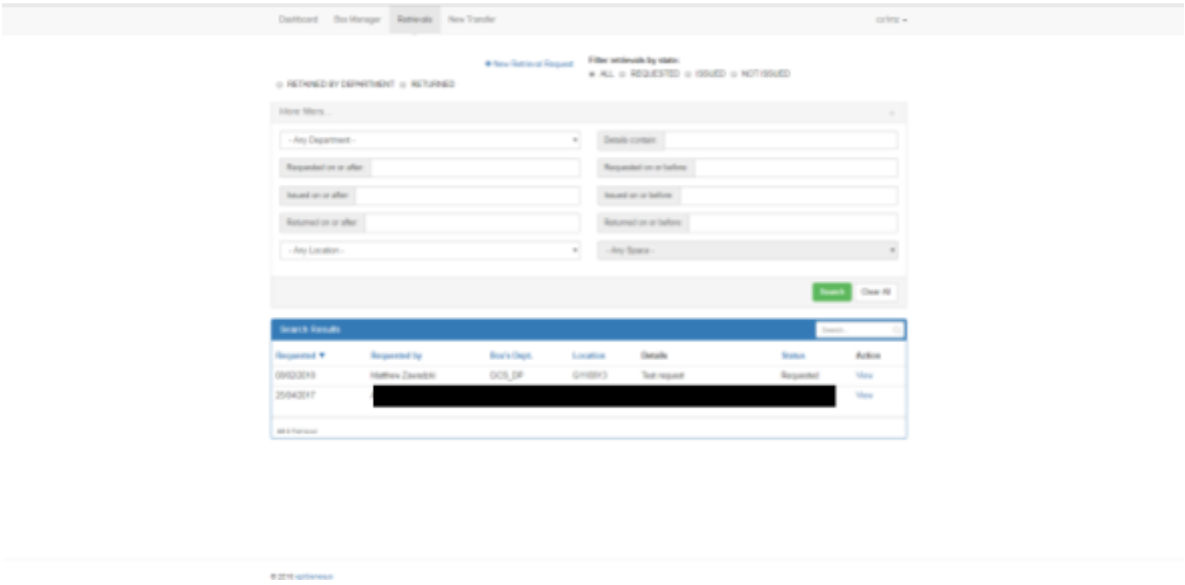 Dashboard Box Manager Retrievals New Transfer
+ New Retrieval Request Filter retrievals by state:
ALL REQUESTED ISSUED NOT ISSUED
RETAINED BY DEPARTMENT RETURNED
More filters...
- Any Department - Details contain
Requested on or after Requested on or before
Issued on or after Issued on or before
Returned on or after Returned on or before
- Any Location - - Any Space -
Search Clear All
Search Results Search...
Requested ▼ Requested by Box's Dept. Location Details Status Action
Matthew Zawadzki Test request Requested View
25/04/2017 View